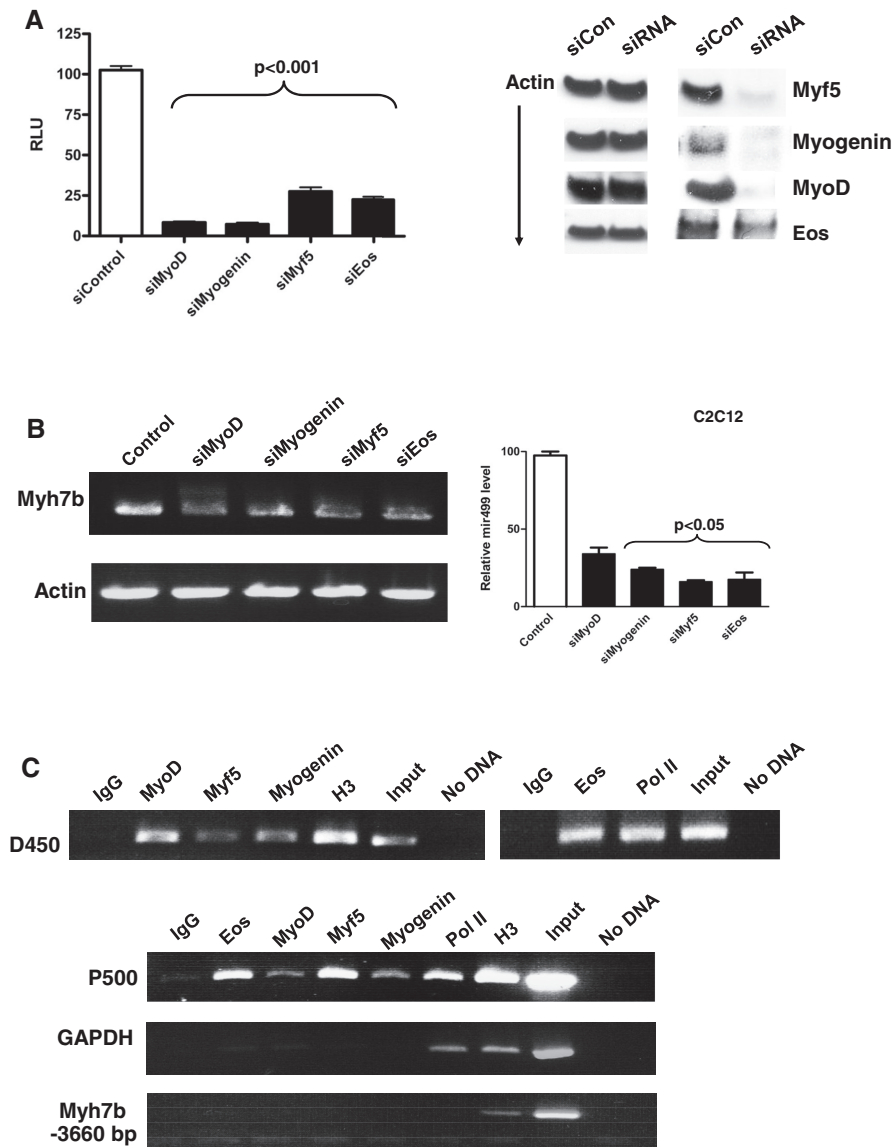 A
125
100
75
50
25
0
RLU
p<0.001
siControl
siMyoD
siMyogenin
siMyf5
siEos
siCon siRNA siCon siRNA
Actin
Myf5
Myogenin
MyoD
Eos
B
Control siMyoD siMyogenin siMyf5 siEos
Myh7b
Actin
C2C12
100
50
0
Relative mir499 level
p<0.05
Control
siMyoD
siMyogenin
siMyf5
siEos
C
IgG MyoD Myf5 Myogenin H3 Input No DNA
IgG Eos Pol II Input No DNA
D450
IgG Eos MyoD Myf5 Myogenin Pol II H3 Input No DNA
P500
GAPDH
Myh7b
-3660 bp